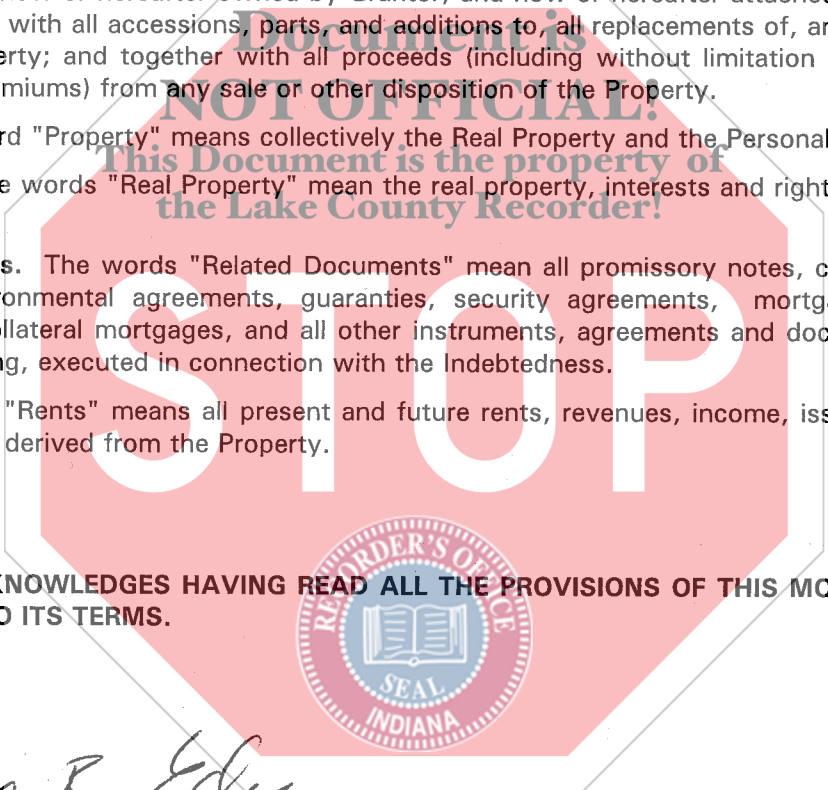 with all accessions, parts, and additions to, all replacements of, an
erty; and together with all proceeds (including without limitation
miums) from any sale or other disposition of the Property.
rd "Property" means collectively the Real Property and the Personal
e words "Real Property" mean the real property, interests and right
s. The words "Related Documents" mean all promissory notes, c
onmental agreements, guaranties, security agreements, mortga
llateral mortgages, and all other instruments, agreements and doc
g, executed in connection with the Indebtedness.
"Rents" means all present and future rents, revenues, income, iss
derived from the Property.
KNOWLEDGES HAVING READ ALL THE PROVISIONS OF THIS MO
O ITS TERMS.
Document is
NOT OFFICIAL!
This Document is the property of
the Lake County Recorder!
STOP
RECORDER'S OFFICE
SEAL
INDIANA